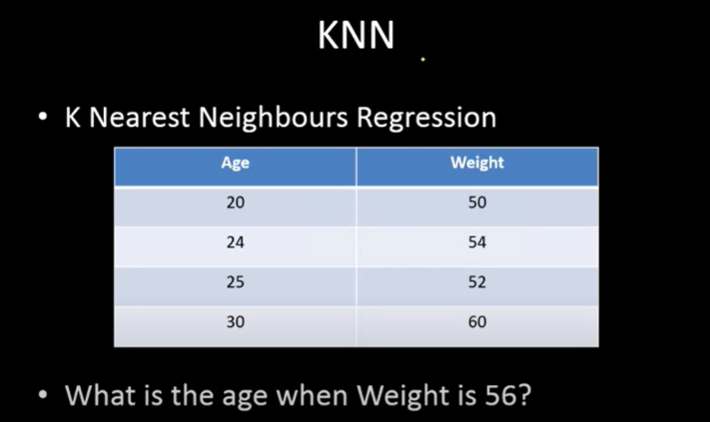 KNN
• K Nearest Neighbours Regression
Age Weight
20 50
24 54
25 52
30 60
• What is the age when Weight is 56?